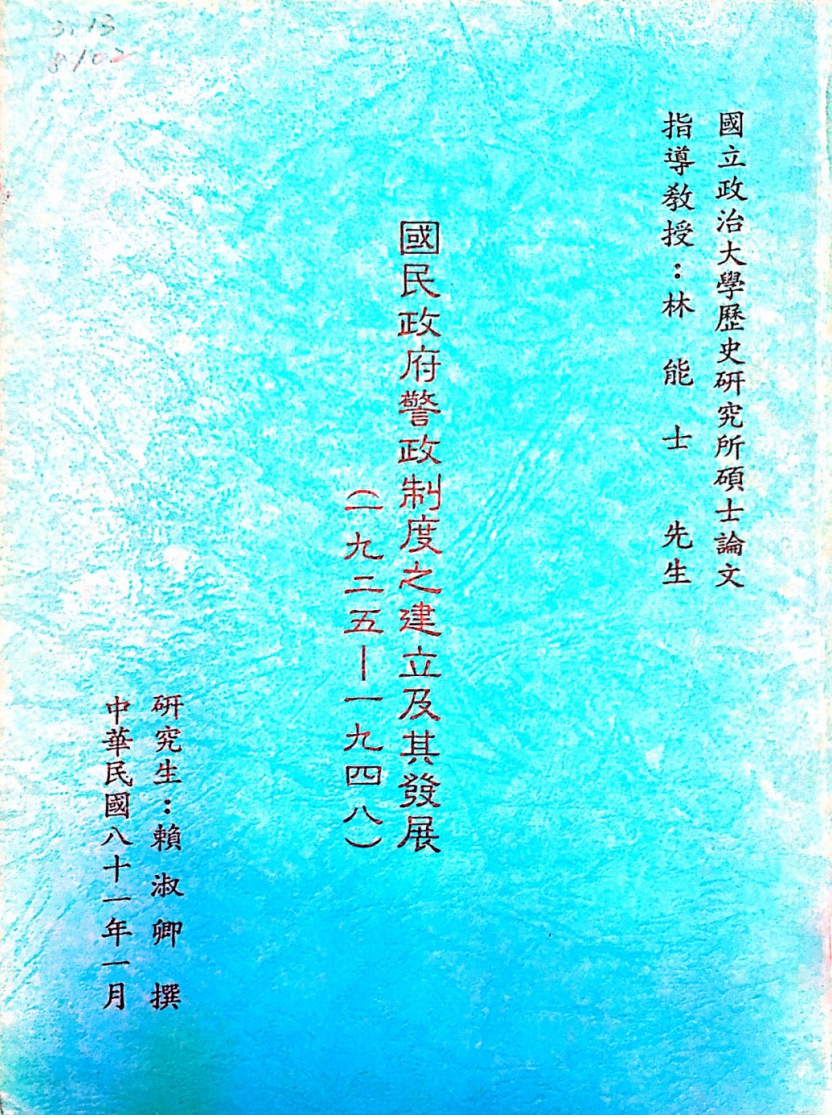 國立政治大學歷史研究所碩士論文
指導教授：林能士 先生
國民政府警政制度之建立及其發展
（一九二五—一九四八）
研究生：賴淑卿 撰
中華民國八十一年一月